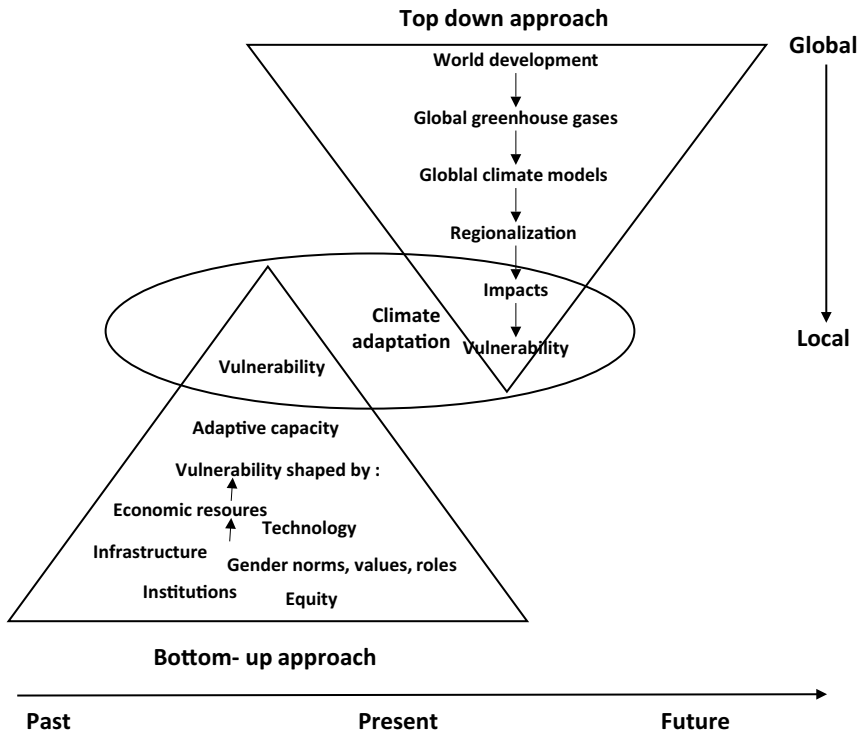 Top down approach
Global
World development
Global greenhouse gases
Globlal climate models
Regionalization
Impacts
Climate
adaptation
Vulnerability
Local
Vulnerability
Adaptive capacity
Vulnerability shaped by :
Economic resoures
Technology
Infrastructure
Gender norms, values, roles
Institutions
Equity
Bottom- up approach
Past
Present
Future